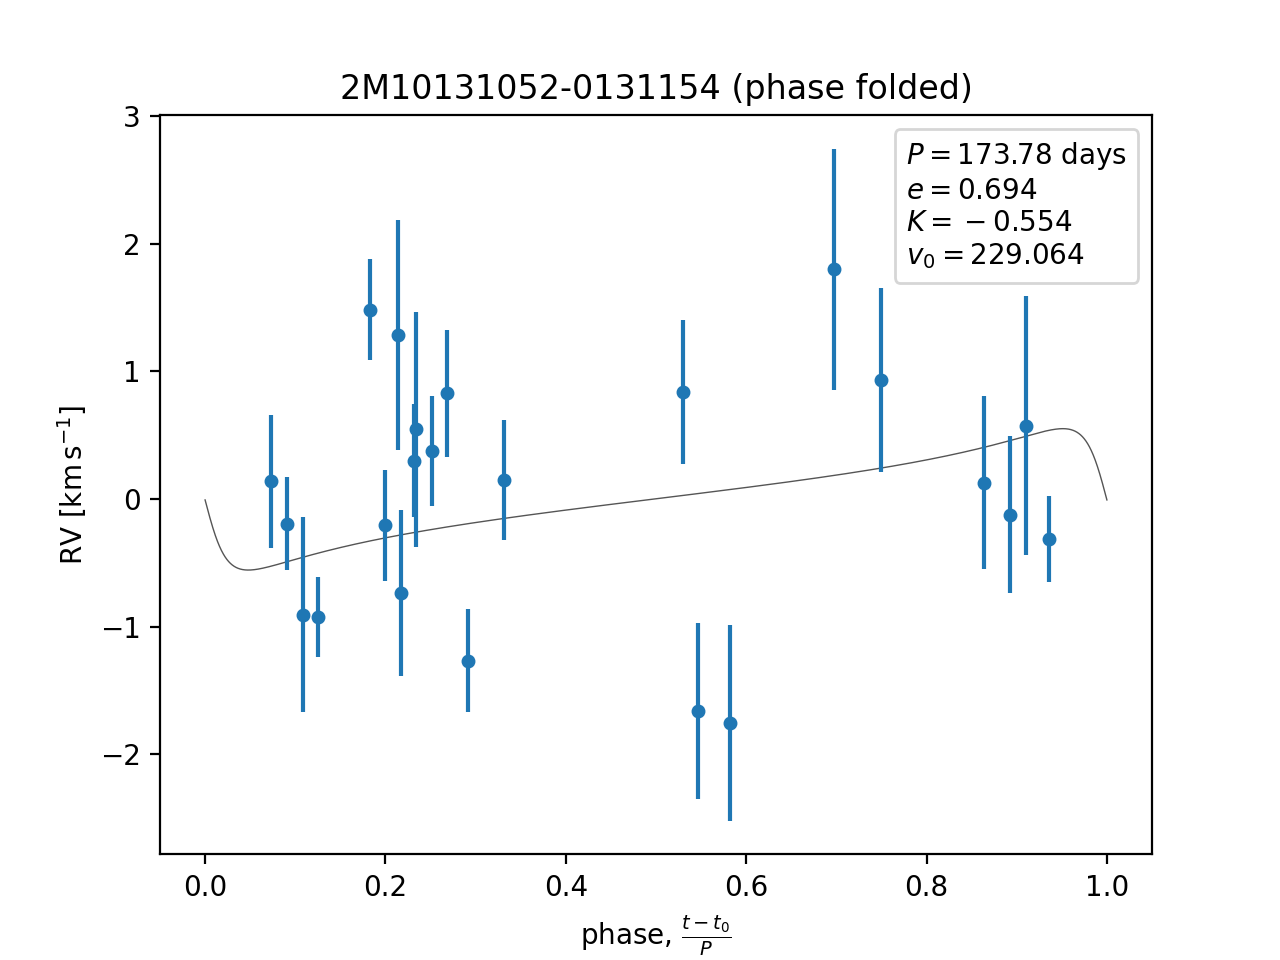 2M10131052-0131154 (phase folded)
P = 173.78 days
e = 0.694
K = −0.554
v₀ = 229.064
3
2
1
0
−1
−2
RV [km s⁻¹]
0.0 0.2 0.4 0.6 0.8 1.0
phase, (t − t₀)/P